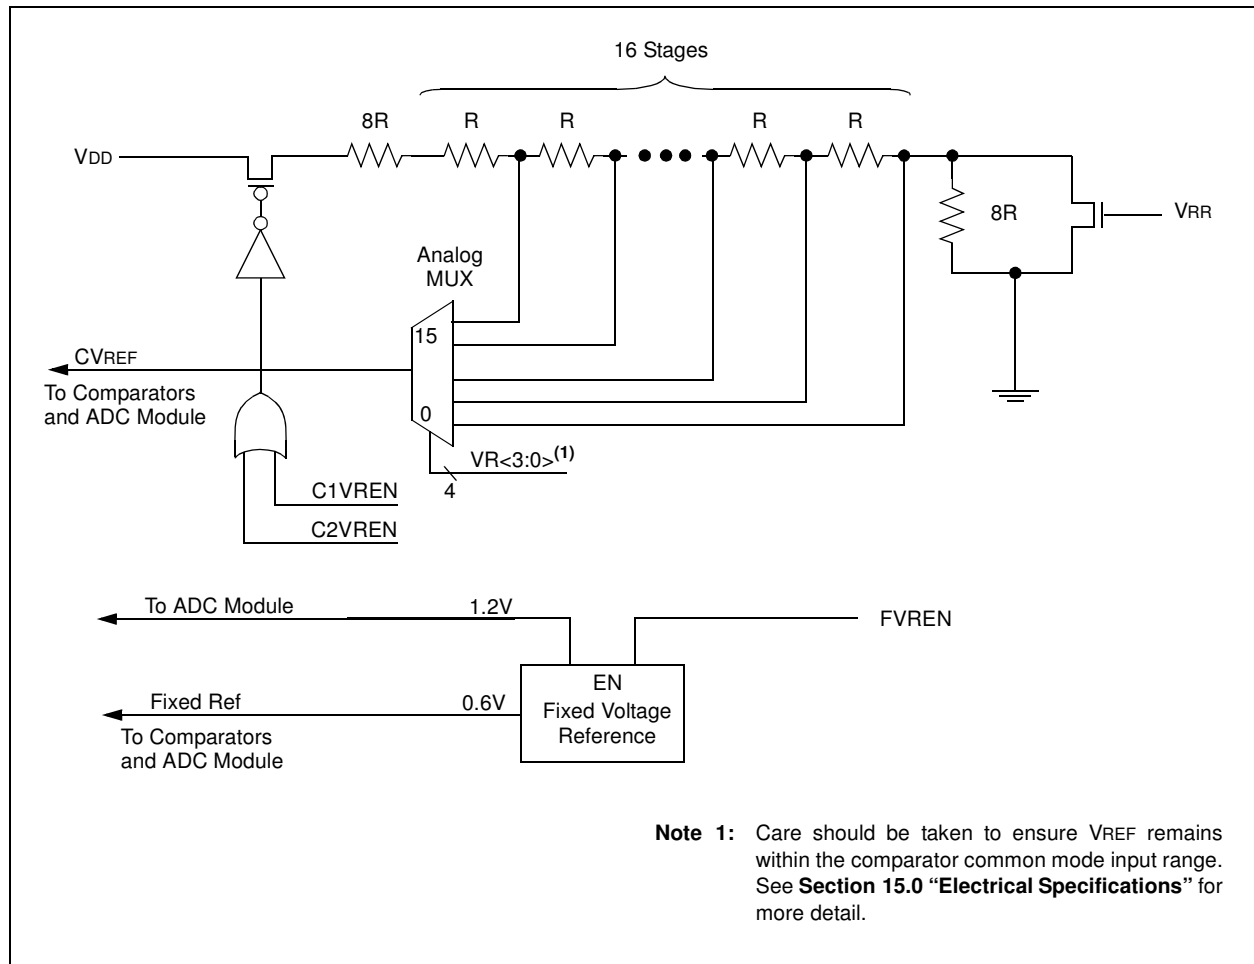 16 Stages
8R R R R R
VDD
8R
VRR
Analog
MUX
15
CVREF
To Comparators
and ADC Module
0
VR<3:0>(1)
4
C1VREN
C2VREN
To ADC Module 1.2V
FVREN
EN
Fixed Ref 0.6V
Fixed Voltage
Reference
To Comparators
and ADC Module
Note 1: Care should be taken to ensure VREF remains
within the comparator common mode input range.
See Section 15.0 “Electrical Specifications” for
more detail.